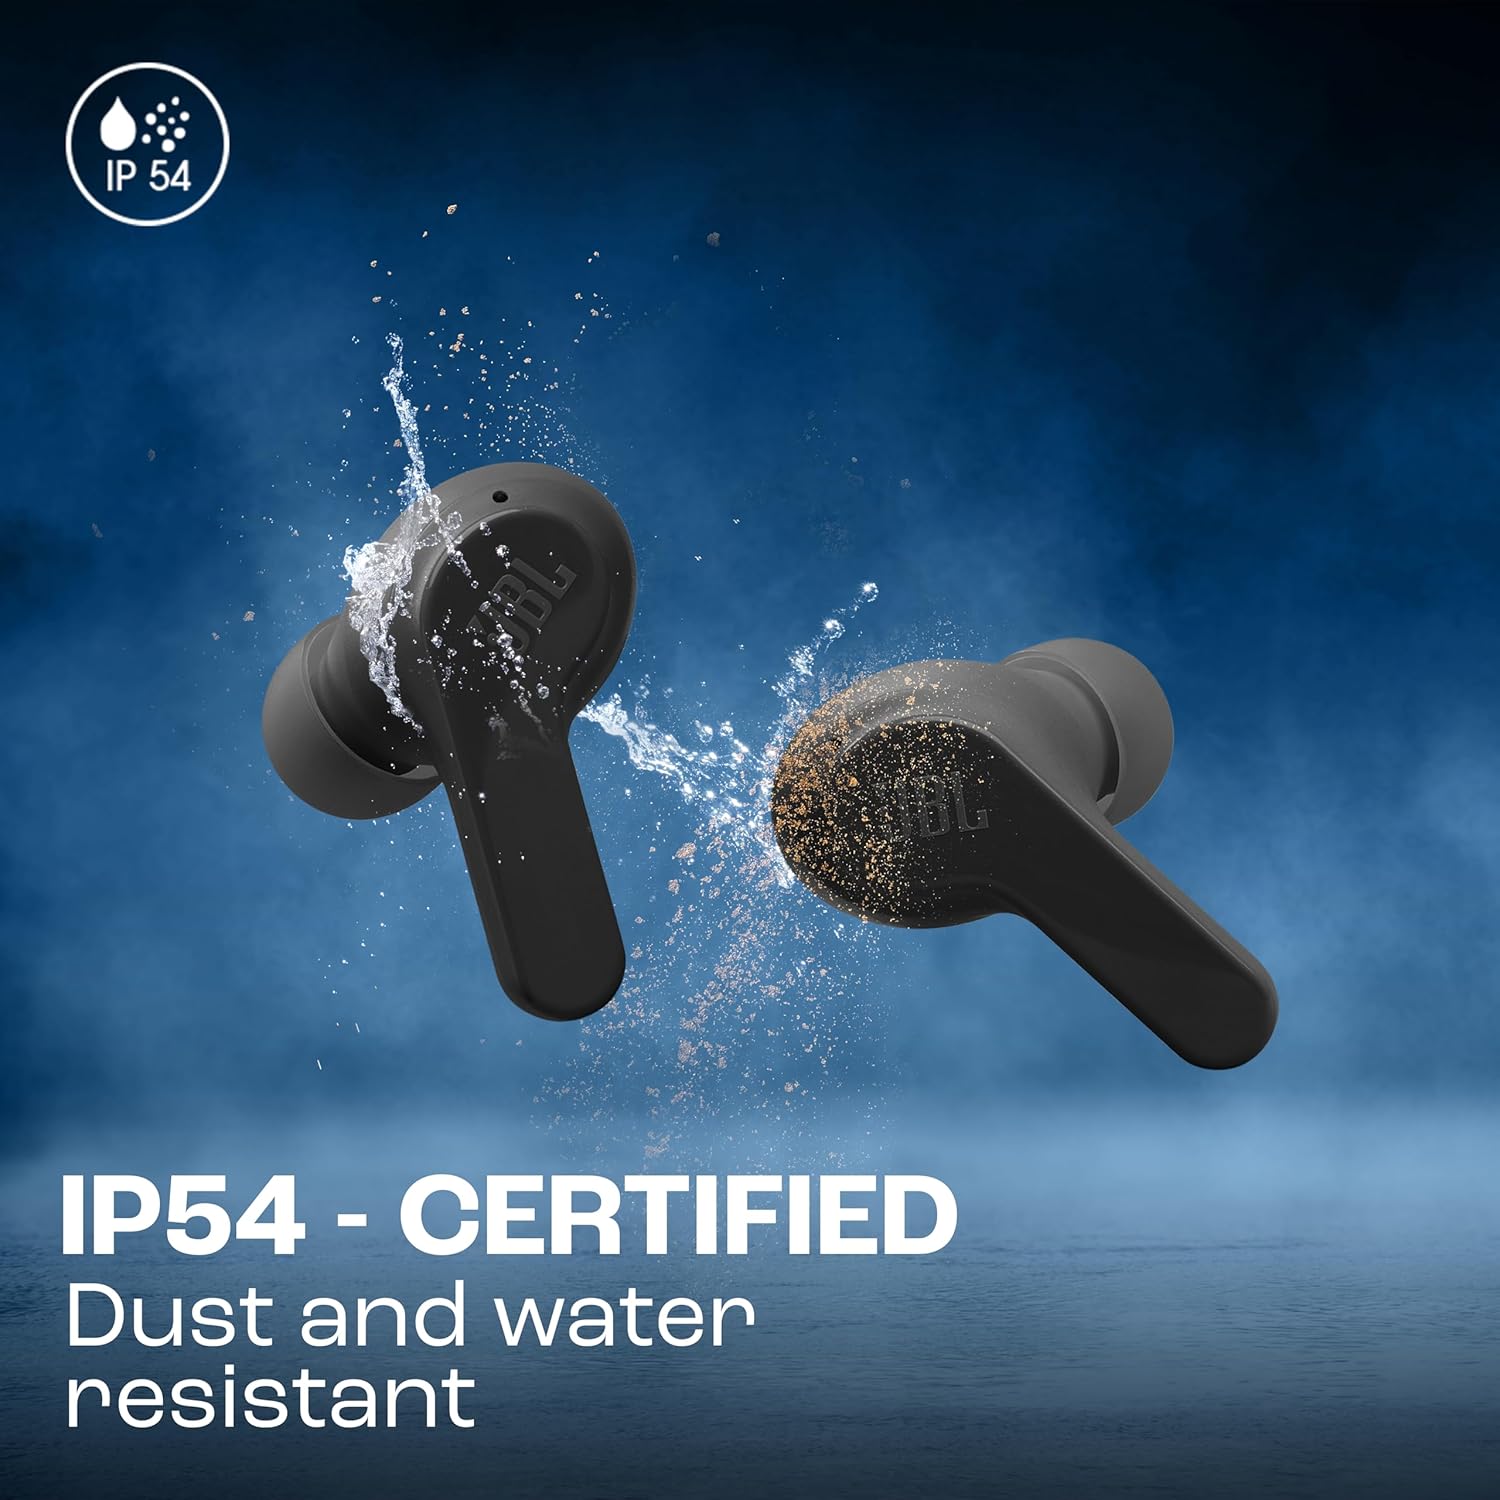 IP 54
JBL
JBL
IP54 - CERTIFIED
Dust and water
resistant